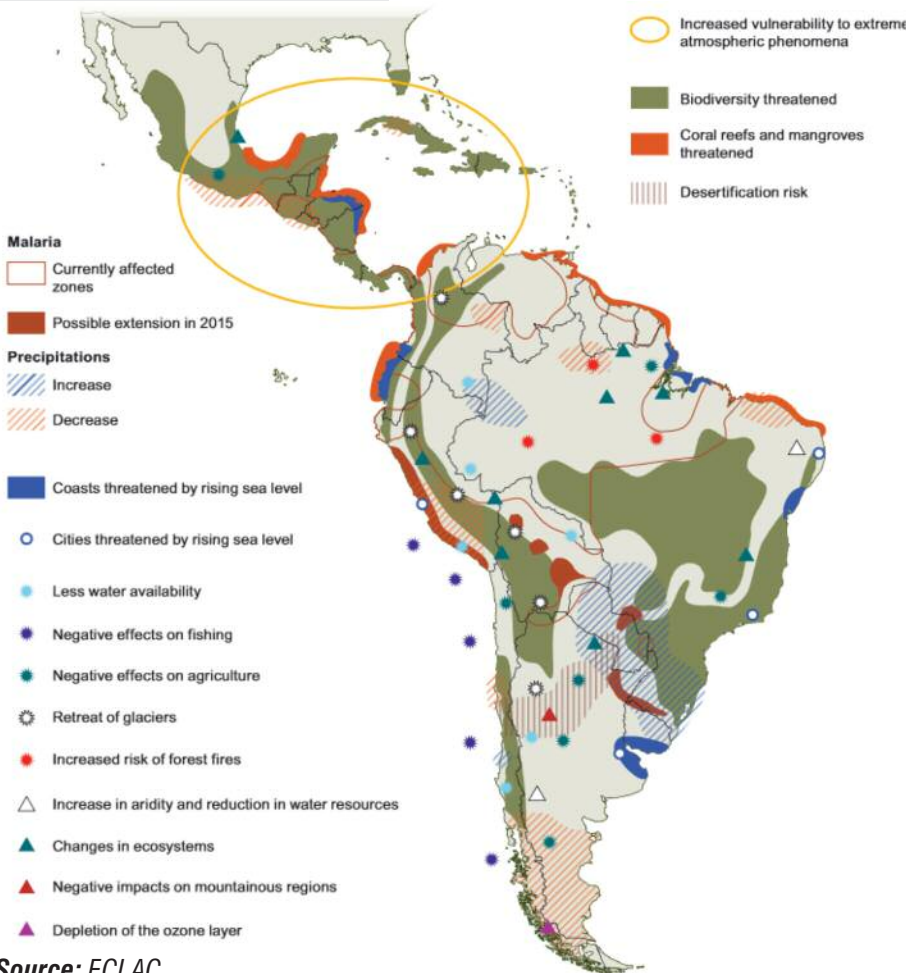 Increased vulnerability to extreme
atmospheric phenomena
Biodiversity threatened
Coral reefs and mangroves
threatened
Desertification risk
Malaria
Currently affected
zones
Possible extension in 2015
Precipitations
Increase
Decrease
Coasts threatened by rising sea level
Cities threatened by rising sea level
Less water availability
Negative effects on fishing
Negative effects on agriculture
Retreat of glaciers
Increased risk of forest fires
Increase in aridity and reduction in water resources
Changes in ecosystems
Negative impacts on mountainous regions
Depletion of the ozone layer
Source: ECLAC